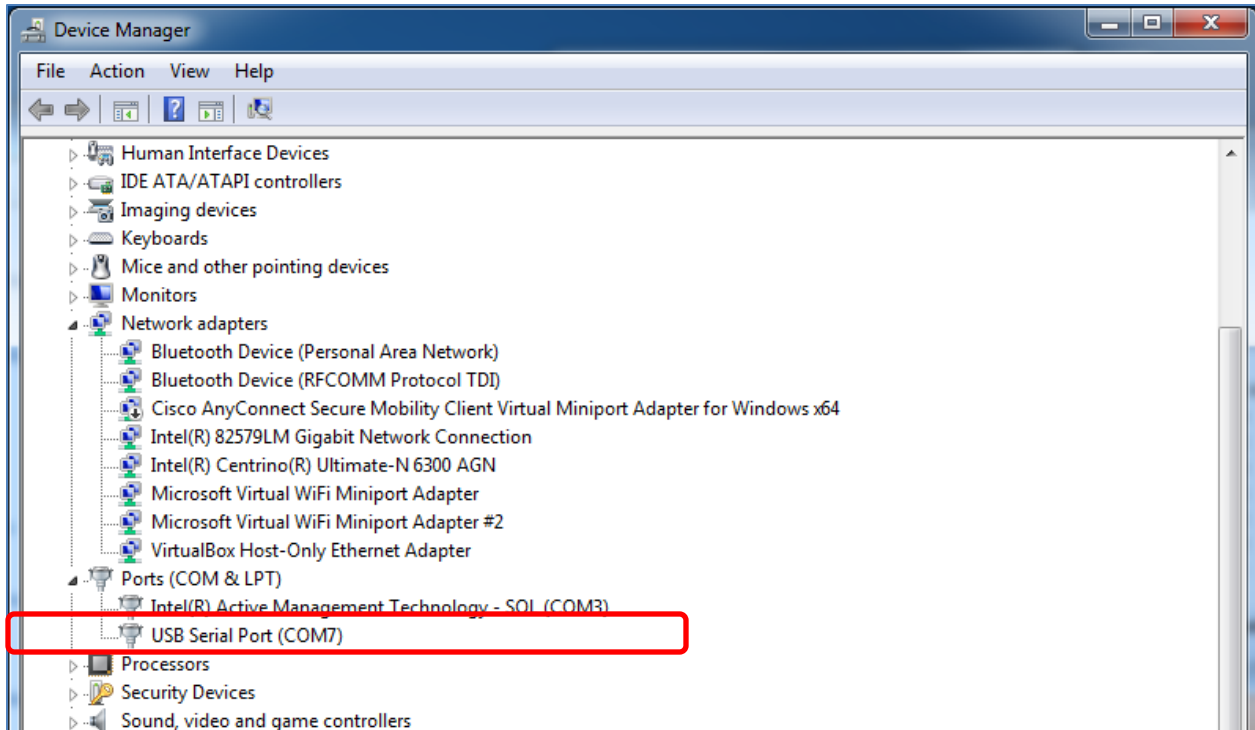 Device Manager
File Action View Help
Human Interface Devices
IDE ATA/ATAPI controllers
Imaging devices
Keyboards
Mice and other pointing devices
Monitors
Network adapters
Bluetooth Device (Personal Area Network)
Bluetooth Device (RFCOMM Protocol TDI)
Cisco AnyConnect Secure Mobility Client Virtual Miniport Adapter for Windows x64
Intel(R) 82579LM Gigabit Network Connection
Intel(R) Centrino(R) Ultimate-N 6300 AGN
Microsoft Virtual WiFi Miniport Adapter
Microsoft Virtual WiFi Miniport Adapter #2
VirtualBox Host-Only Ethernet Adapter
Ports (COM & LPT)
Intel(R) Active Management Technology - SOL (COM3)
USB Serial Port (COM7)
Processors
Security Devices
Sound, video and game controllers